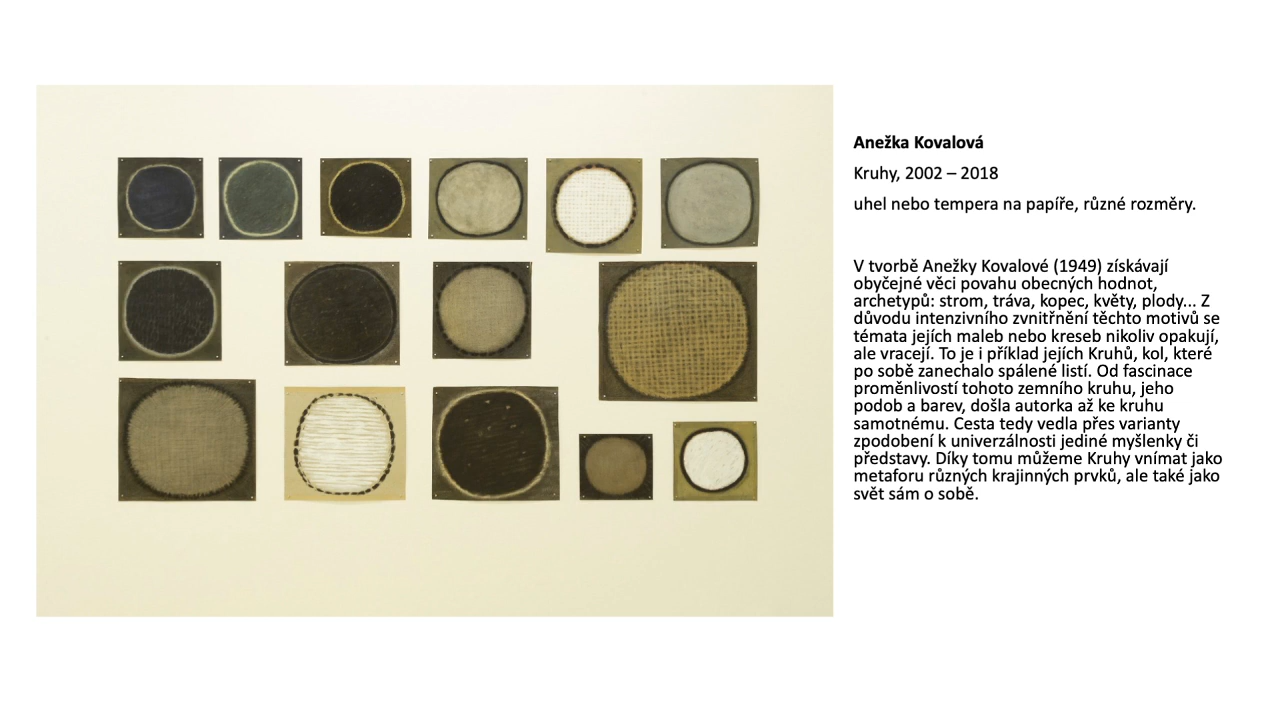 Anežka Kovalová
Kruhy, 2002 – 2018
uhel nebo tempera na papíře, různé rozměry.
V tvorbě Anežky Kovalové (1949) získávají
obyčejné věci povahu obecných hodnot,
archetypů: strom, tráva, kopec, květy, plody... Z
důvodu intenzivního zvnitřnění těchto motivů se
témata jejích maleb nebo kreseb nikoliv opakují,
ale vracejí. To je i příklad jejích Kruhů, kol, které
po sobě zanechalo spálené listí. Od fascinace
proměnlivostí tohoto zemního kruhu, jeho
podob a barev, došla autorka až ke kruhu
samotnému. Cesta tedy vedla přes varianty
zpodobení k univerzálnosti jediné myšlenky či
představy. Díky tomu můžeme Kruhy vnímat jako
metaforu různých krajinných prvků, ale také jako
svět sám o sobě.